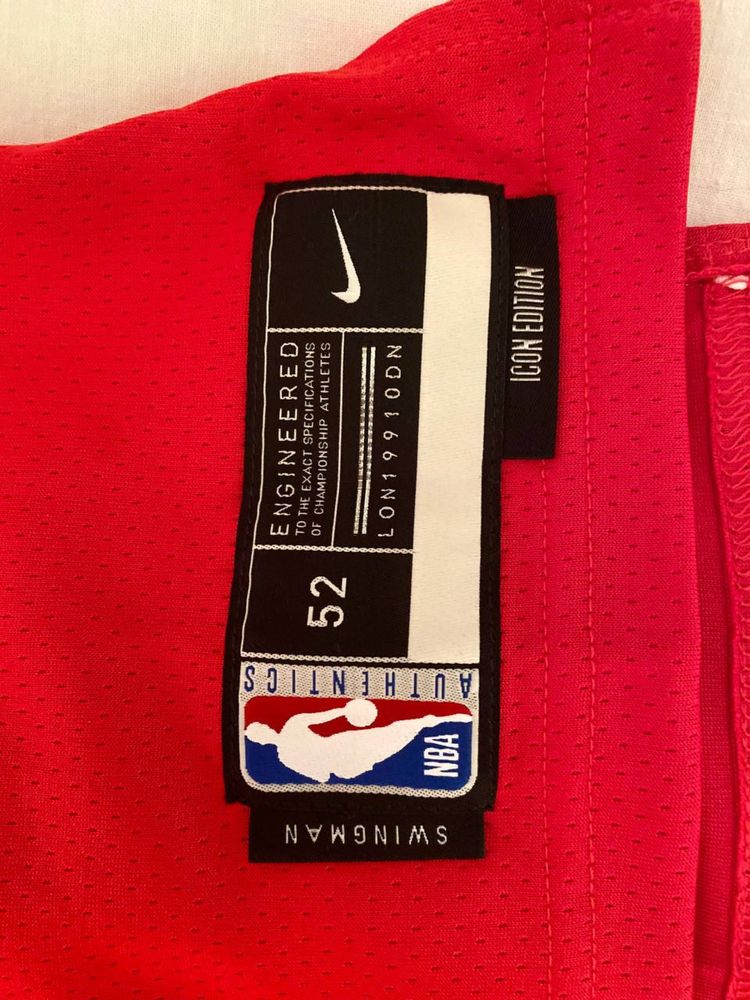 ICON EDITION
ENGINEERED
TO THE EXACT SPECIFICATIONS
OF CHAMPIONSHIP ATHLETES
LON19910DN
52
AUTHENTICS
NBA
SWINGMAN